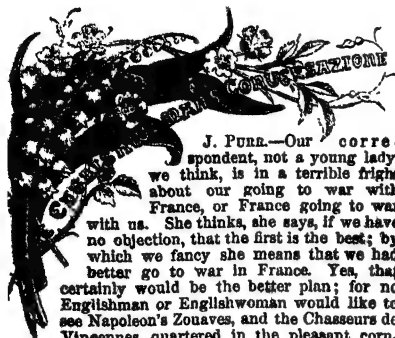 J. PURR.—Our corre-
spondent, not a young lady,
we think, is in a terrible frigh
about our going to war with
France, or France going to war
with us. She thinks, she says, if we have
no objection, that the first is the best; by
which we fancy she means that we had
better go to war in France. Yes, that
certainly would be the better plan; for no
Englishman or Englishwoman would like to
see Napoleon's Zouaves, and the Chasseurs de
Vincennes, quartered in the pleasant corn-